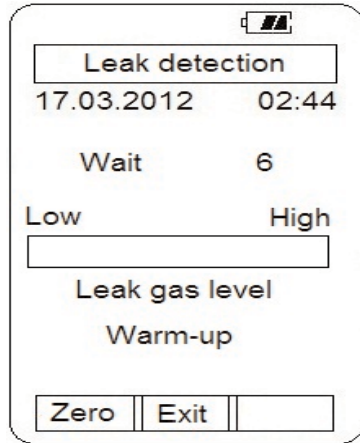 Leak detection
17.03.2012 02:44
Wait 6
Low High
Leak gas level
Warm-up
Zero Exit